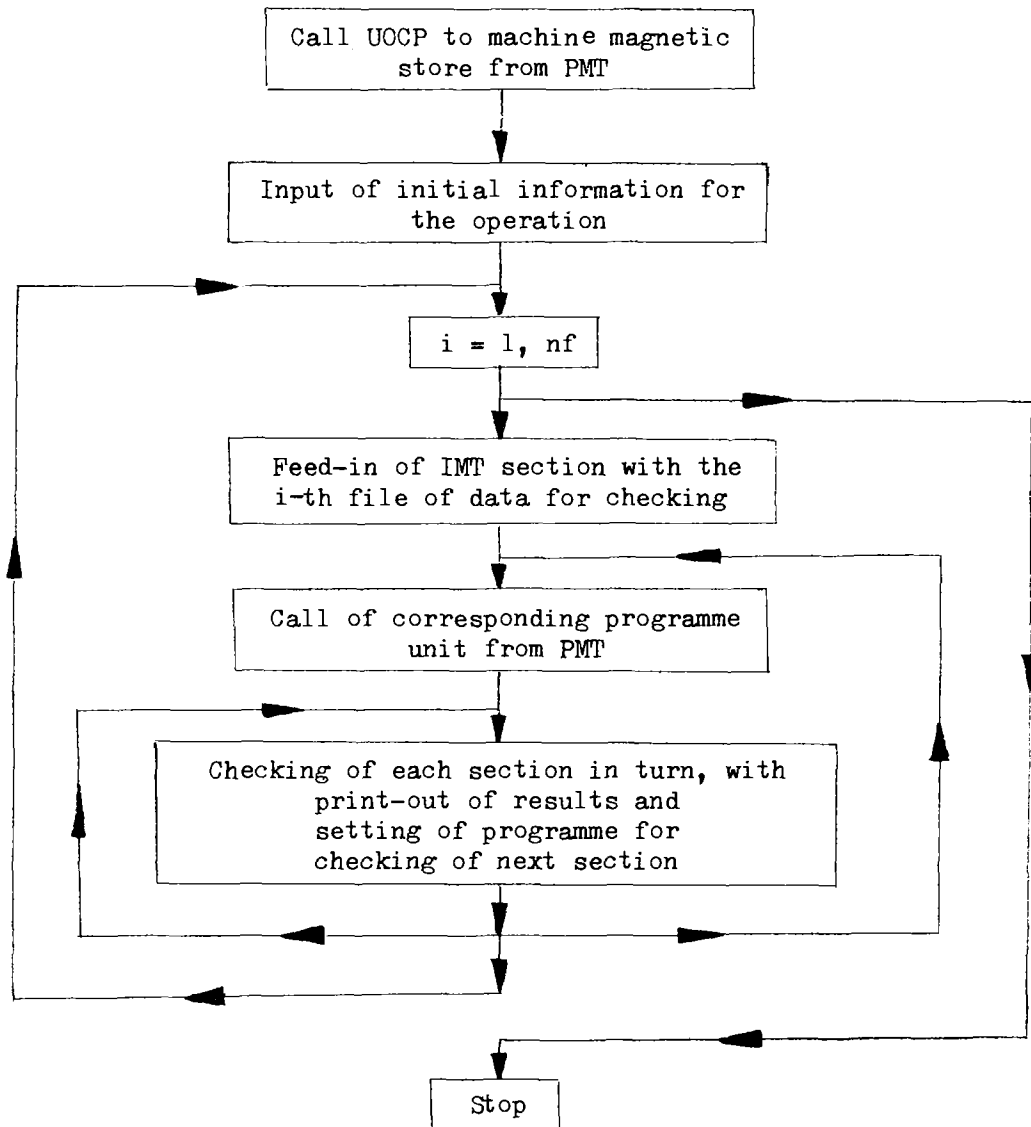 Call UOCP to machine magnetic
store from PMT
Input of initial information for
the operation
i = 1, nf
Feed-in of IMT section with the
i-th file of data for checking
Call of corresponding programme
unit from PMT
Checking of each section in turn, with
print-out of results and
setting of programme for
checking of next section
Stop